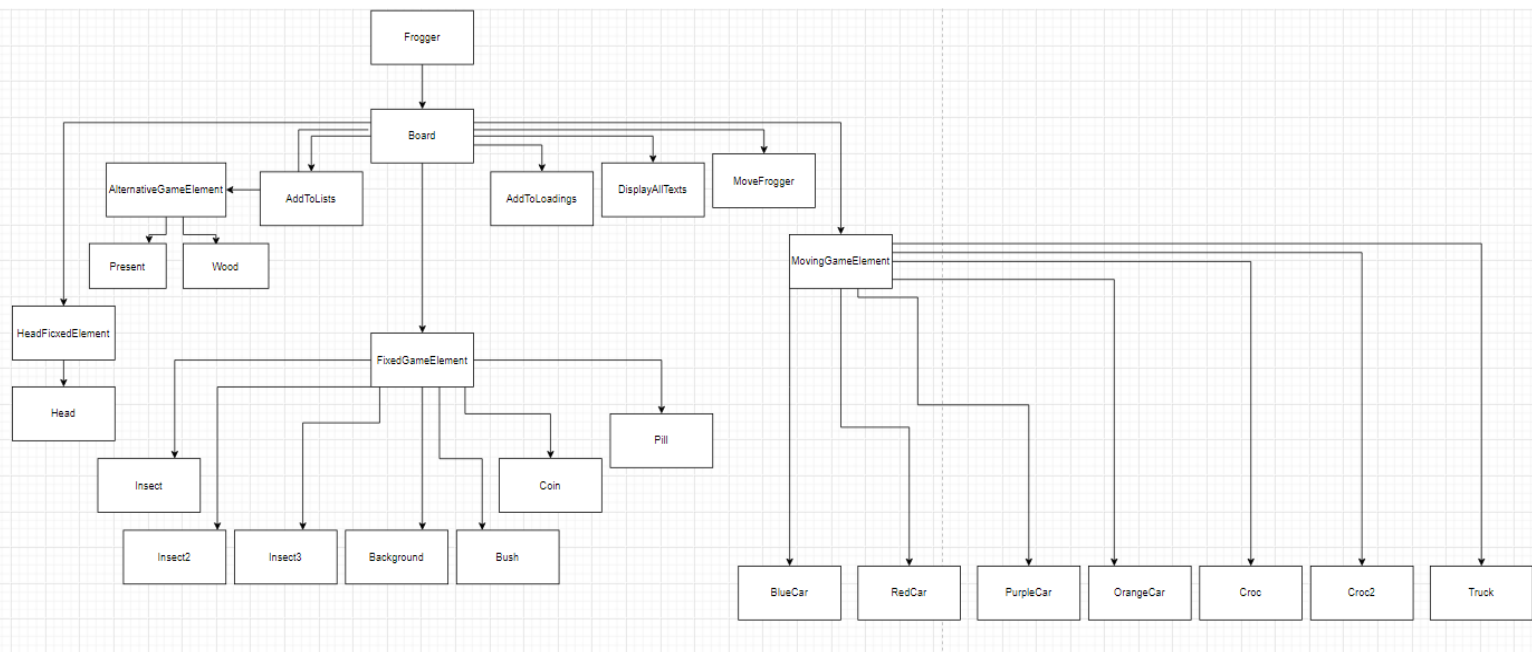 Frogger
Board
AlternativeGameElement
AddToLists
AddToLoadings
DisplayAllTexts
MoveFrogger
Present
Wood
MovingGameElement
HeadFicxedElement
FixedGameElement
Head
Pill
Insect
Coin
Insect2
Insect3
Background
Bush
BlueCar
RedCar
PurpleCar
OrangeCar
Croc
Croc2
Truck